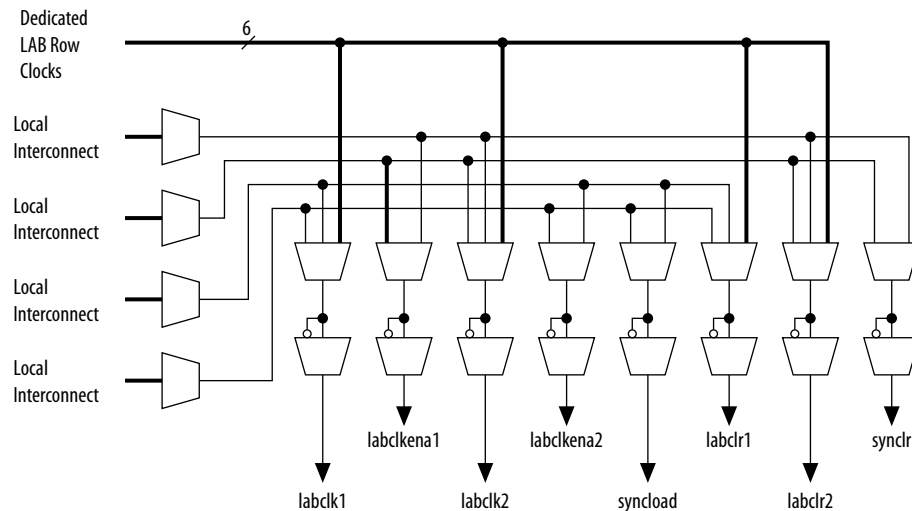 Dedicated
LAB Row
Clocks
6
Local
Interconnect
Local
Interconnect
Local
Interconnect
Local
Interconnect
labclkena1
labclkena2
labclr1
synclr
labclk1
labclk2
syncload
labclr2